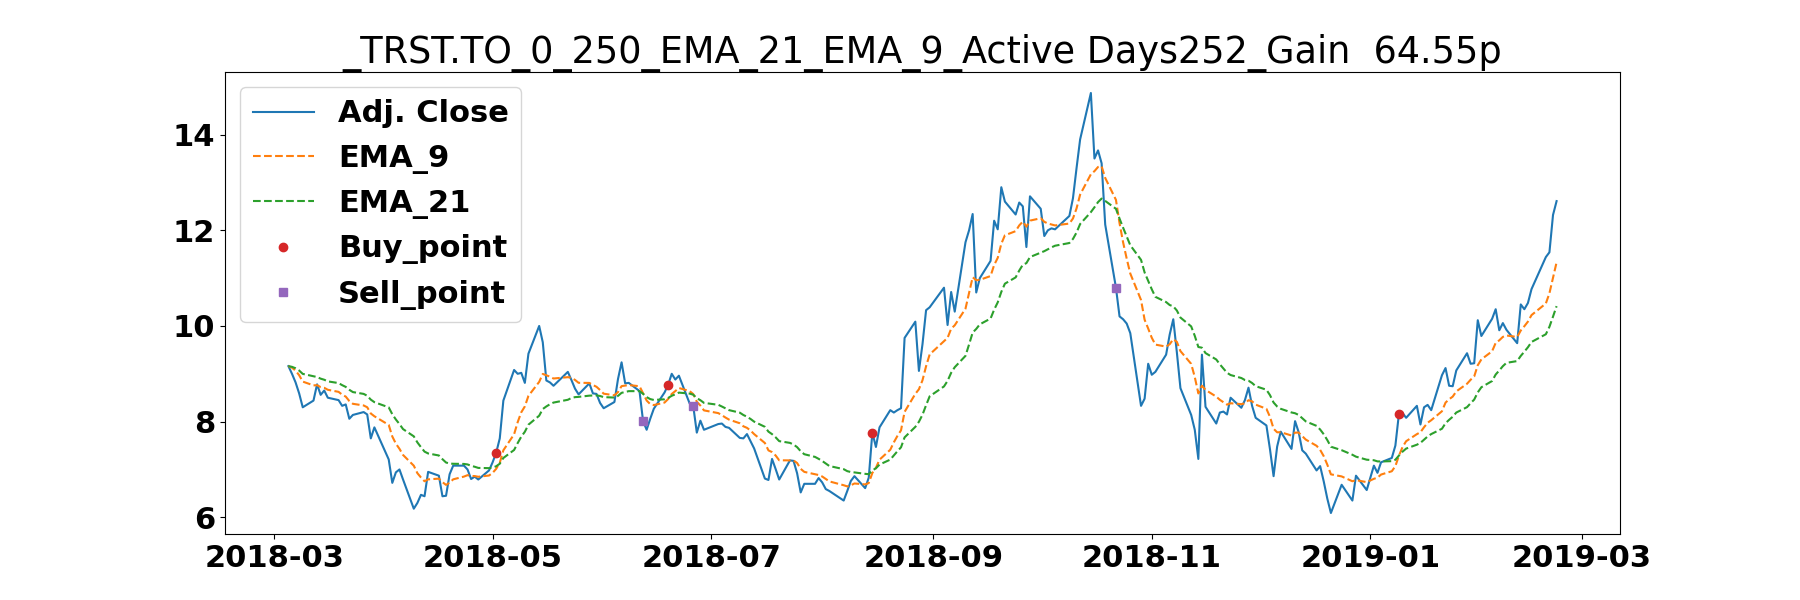 _TRST.TO_0_250_EMA_21_EMA_9_Active Days252_Gain  64.55p
Adj. Close
EMA_9
EMA_21
Buy_point
Sell_point
14
12
10
8
6
2018-03 2018-05 2018-07 2018-09 2018-11 2019-01 2019-03